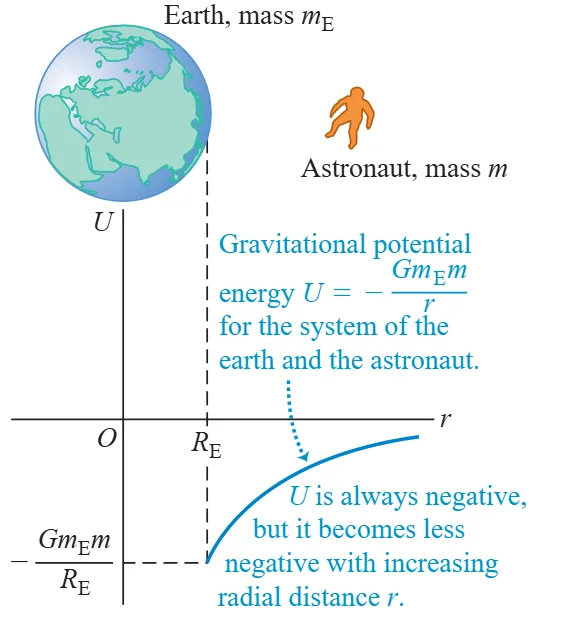 Earth, mass mE
Astronaut, mass m
U
Gravitational potential
energy U = − GmEm / r
for the system of the
earth and the astronaut.
r
O
RE
U is always negative,
but it becomes less
negative with increasing
radial distance r.
− GmEm / RE